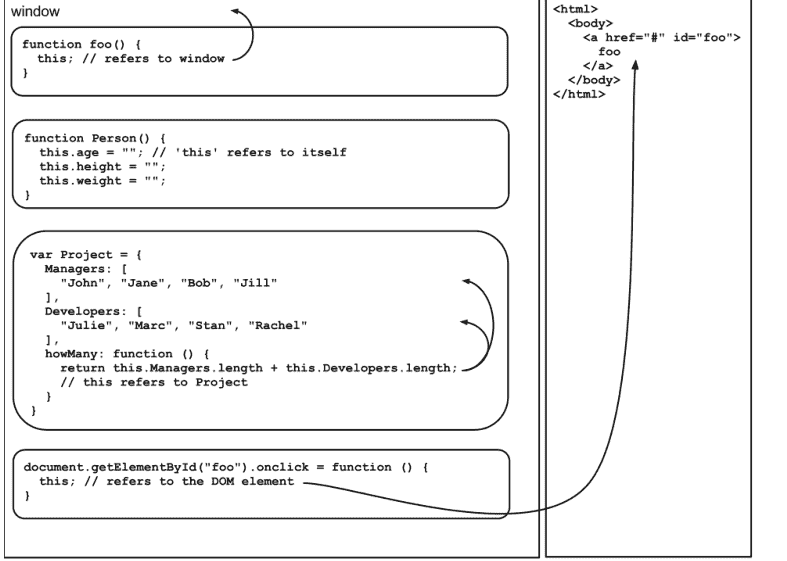 window
function foo() {
  this; // refers to window
}
function Person() {
  this.age = ""; // 'this' refers to itself
  this.height = "";
  this.weight = "";
}
var Project = {
  Managers: [
    "John", "Jane", "Bob", "Jill"
  ],
  Developers: [
    "Julie", "Marc", "Stan", "Rachel"
  ],
  howMany: function () {
    return this.Managers.length + this.Developers.length;
    // this refers to Project
  }
}
document.getElementById("foo").onclick = function () {
  this; // refers to the DOM element
}
<html>
  <body>
    <a href="#" id="foo">
      foo
    </a>
  </body>
</html>